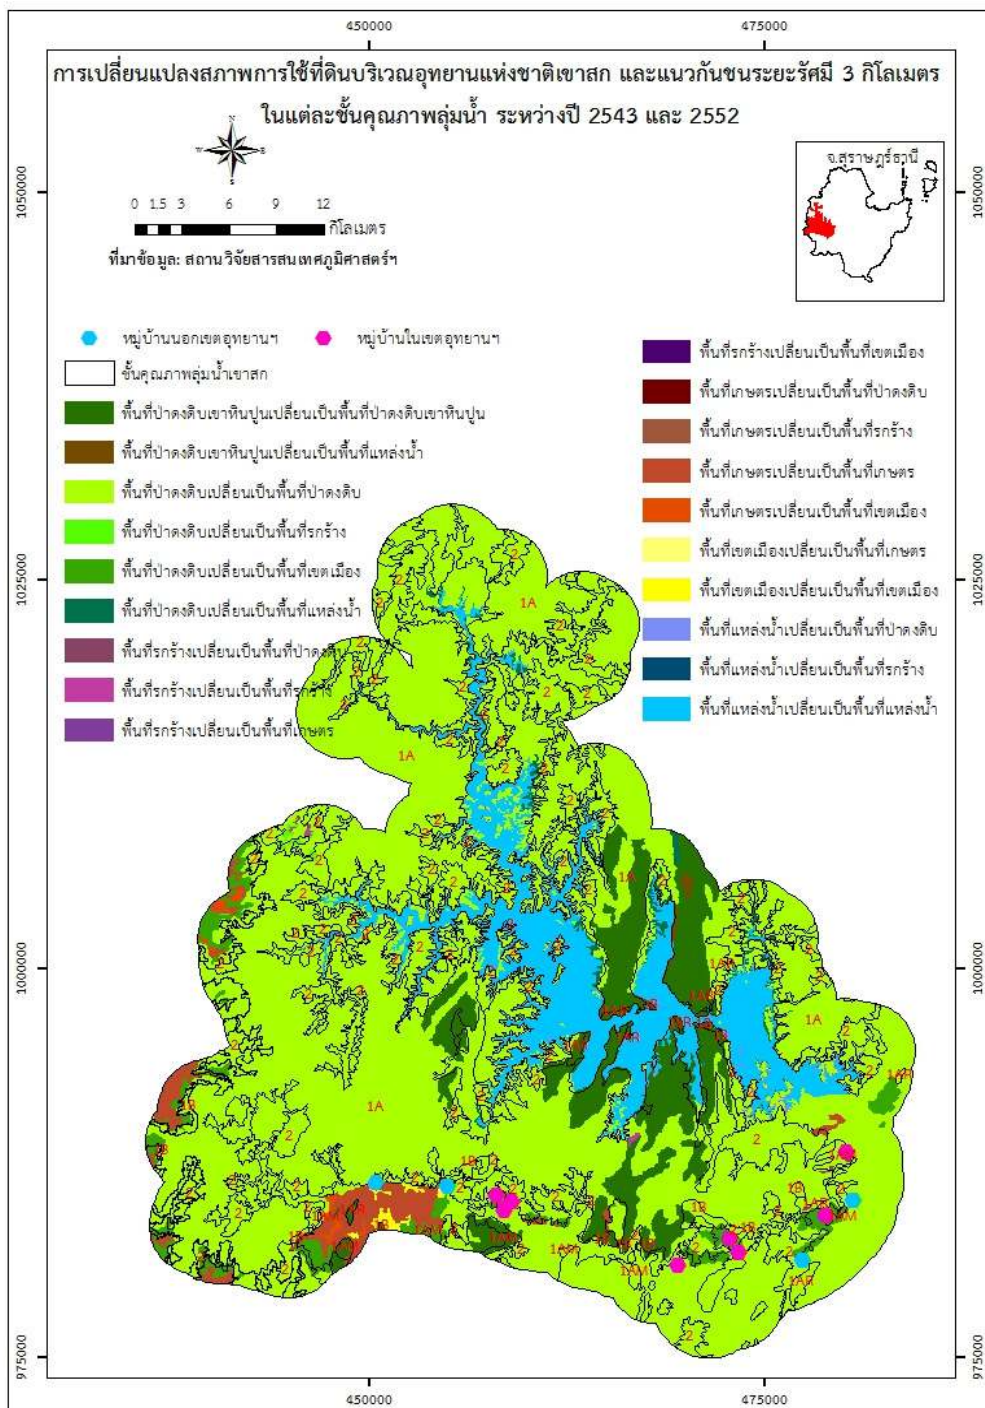 450000
475000
การเปลี่ยนแปลงสภาพการใช้ที่ดินบริเวณอุทยานแห่งชาติเขาสก และแนวกันชนระยะรัศมี 3 กิโลเมตร
ในแต่ละชั้นคุณภาพลุ่มน้ำ ระหว่างปี 2543 และ 2552
N
W E
S
จ.สุราษฎร์ธานี
1050000
1050000
0 1.5 3 6 9 12
กิโลเมตร
ที่มาข้อมูล: สถานวิจัยสารสนเทศภูมิศาสตร์ฯ
หมู่บ้านนอกเขตอุทยานฯ
หมู่บ้านในเขตอุทยานฯ
ชั้นคุณภาพลุ่มน้ำเขาสก
พื้นที่ป่าดงดิบเขาหินปูนเปลี่ยนเป็นพื้นที่ป่าดงดิบเขาหินปูน
พื้นที่ป่าดงดิบเขาหินปูนเปลี่ยนเป็นพื้นที่แหล่งน้ำ
พื้นที่ป่าดงดิบเปลี่ยนเป็นพื้นที่ป่าดงดิบ
พื้นที่ป่าดงดิบเปลี่ยนเป็นพื้นที่รกร้าง
พื้นที่ป่าดงดิบเปลี่ยนเป็นพื้นที่เขตเมือง
พื้นที่ป่าดงดิบเปลี่ยนเป็นพื้นที่แหล่งน้ำ
พื้นที่รกร้างเปลี่ยนเป็นพื้นที่ป่าดงดิบ
พื้นที่รกร้างเปลี่ยนเป็นพื้นที่รกร้าง
พื้นที่รกร้างเปลี่ยนเป็นพื้นที่เกษตร
พื้นที่รกร้างเปลี่ยนเป็นพื้นที่เขตเมือง
พื้นที่เกษตรเปลี่ยนเป็นพื้นที่ป่าดงดิบ
พื้นที่เกษตรเปลี่ยนเป็นพื้นที่รกร้าง
พื้นที่เกษตรเปลี่ยนเป็นพื้นที่เกษตร
พื้นที่เกษตรเปลี่ยนเป็นพื้นที่เขตเมือง
พื้นที่เขตเมืองเปลี่ยนเป็นพื้นที่เกษตร
พื้นที่เขตเมืองเปลี่ยนเป็นพื้นที่เขตเมือง
พื้นที่แหล่งน้ำเปลี่ยนเป็นพื้นที่ป่าดงดิบ
พื้นที่แหล่งน้ำเปลี่ยนเป็นพื้นที่รกร้าง
พื้นที่แหล่งน้ำเปลี่ยนเป็นพื้นที่แหล่งน้ำ
1025000
1025000
1A
1A
1A
1000000
1000000
1A
1AR
1A
1B
1B
1B
1AM
1AR
975000
975000
450000
475000